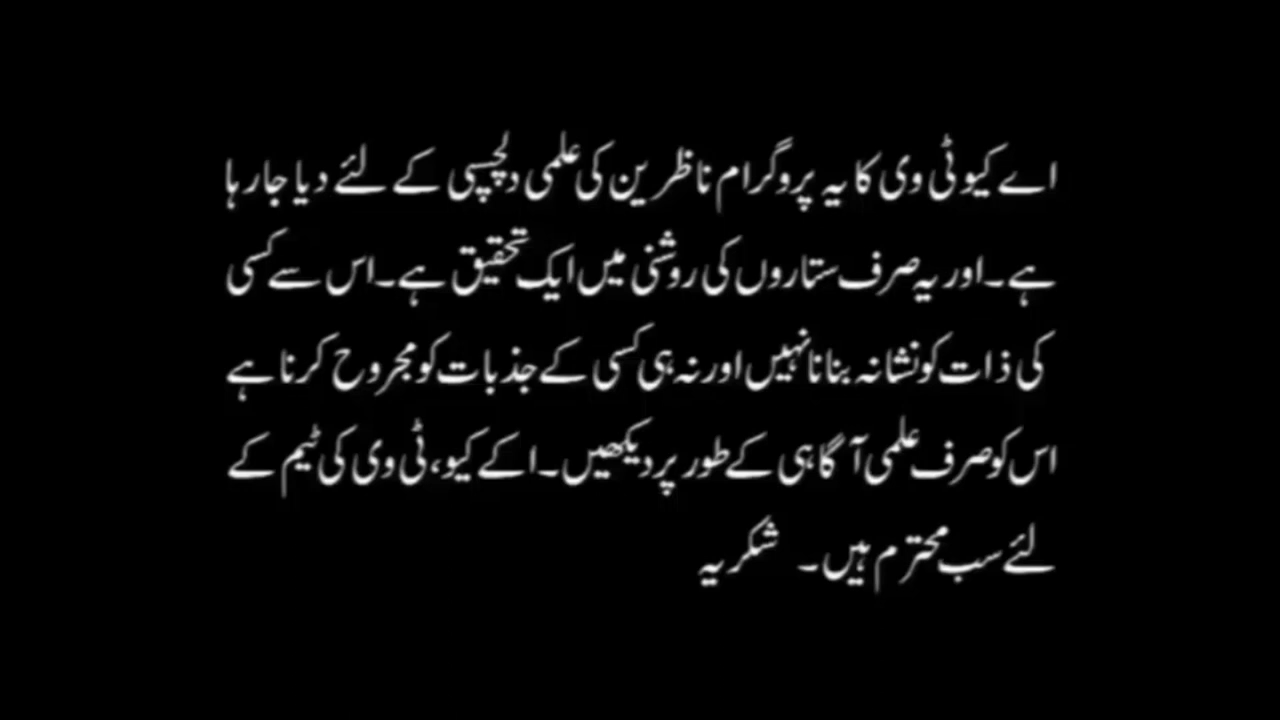 اے کیو ٹی وی کا یہ پروگرام ناظرین کی علمی دلچسپی کے لئے دیا جارہا
ہے۔اور یہ صرف ستاروں کی روشنی میں ایک تحقیق ہے۔اس سے کسی
کی ذات کو نشانہ بنانا نہیں اور نہ ہی کسی کے جذبات کو مجروح کرنا ہے
اس کو صرف علمی آگاہی کے طور پر دیکھیں۔اکے کیو،ٹی وی کی ٹیم کے
لئے سب محترم ہیں۔ شکریہ